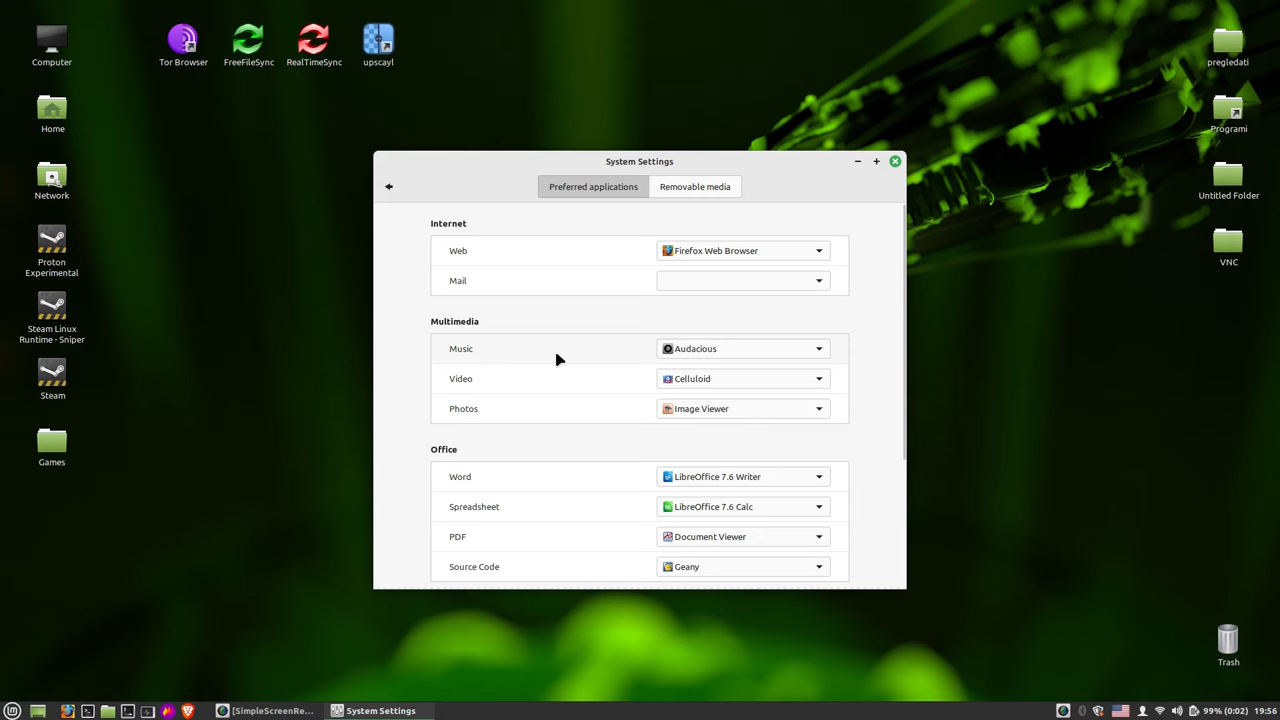 Computer
Tor Browser
FreeFileSync
RealTimeSync
upscayl
pregledati
Home
Programi
Network
Untitled Folder
Proton
Experimental
VNC
Steam Linux
Runtime - Sniper
Steam
Games
Trash
System Settings
Preferred applications
Removable media
Internet
Web
Firefox Web Browser
Mail
Multimedia
Music
Audacious
Video
Celluloid
Photos
Image Viewer
Office
Word
LibreOffice 7.6 Writer
Spreadsheet
LibreOffice 7.6 Calc
PDF
Document Viewer
Source Code
Geany
[SimpleScreenRe...
System Settings
99% (0:02)
19:56